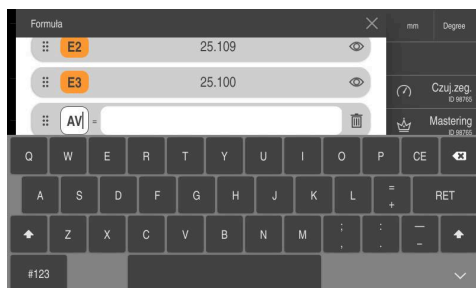 Formuła
mm Degree
E2 25.109
E3 25.100
Czuj.zeg.
ID 98765
AV =
Mastering
ID 98765
Q W E R T Y U I O P CE
A S D F G H J K L = + RET
Z X C V B N M ; , : . — -
#123